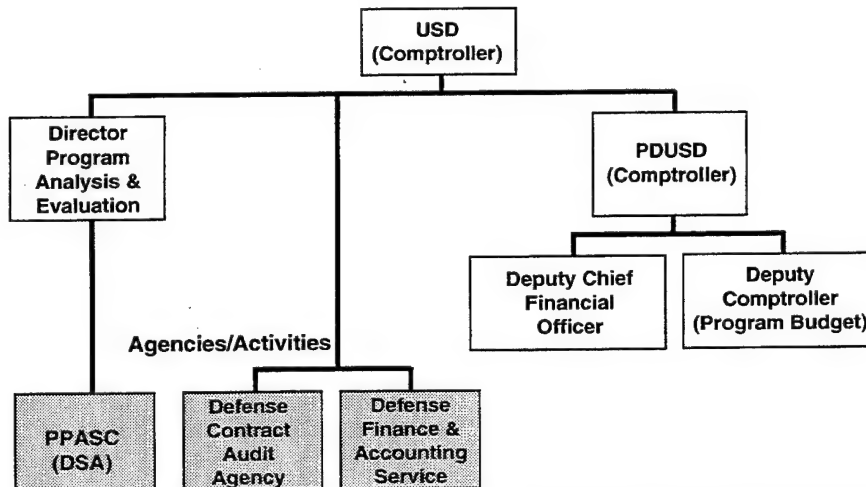 USD
(Comptroller)
Director
Program
Analysis &
Evaluation
PDUSD
(Comptroller)
Deputy Chief
Financial
Officer
Deputy
Comptroller
(Program Budget)
Agencies/Activities
PPASC
(DSA)
Defense
Contract
Audit
Agency
Defense
Finance &
Accounting
Service